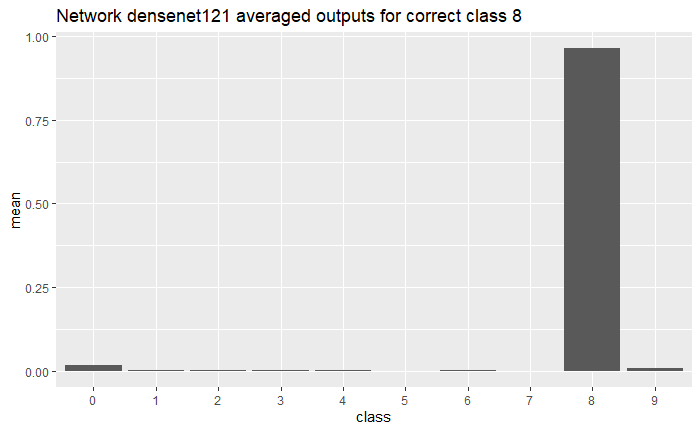 Network densenet121 averaged outputs for correct class 8
1.00
0.75
0.50
0.25
0.00
mean
0 1 2 3 4 5 6 7 8 9
class